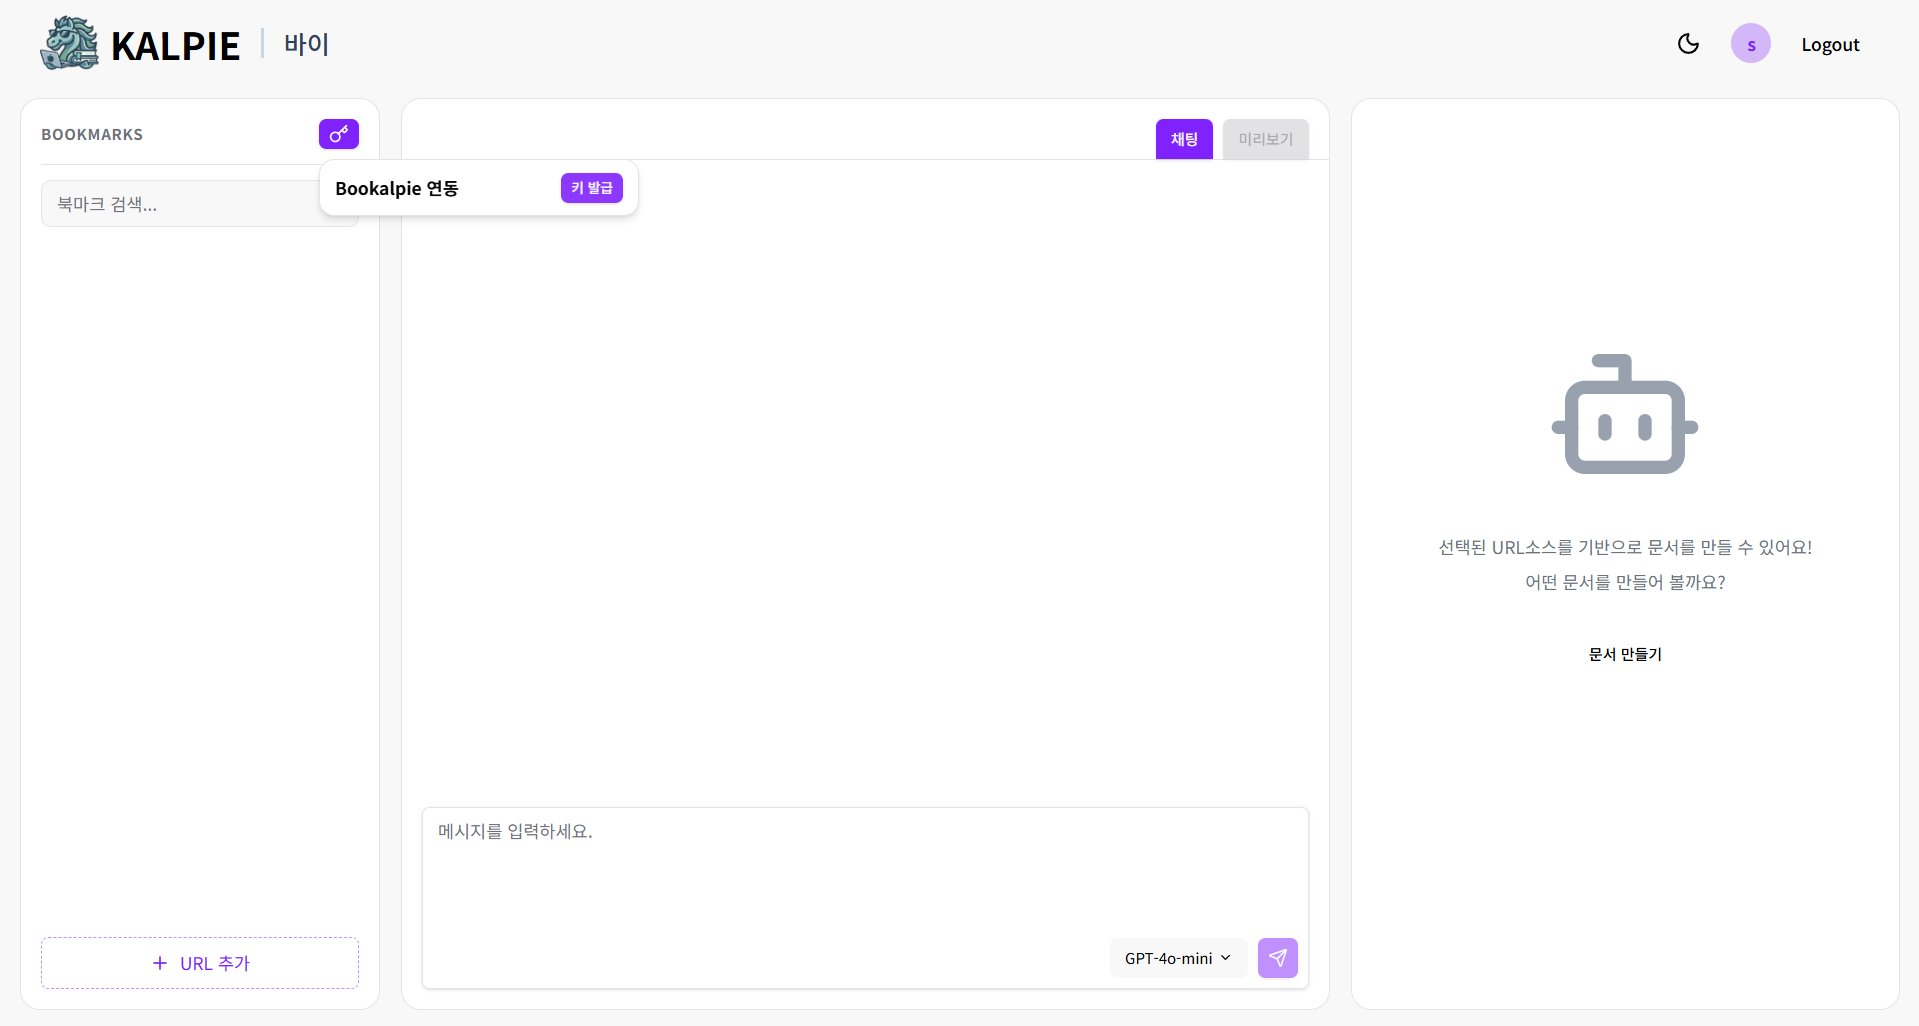 KALPIE
바이
s
Logout
BOOKMARKS
Bookalpie 연동
키 발급
북마크 검색...
URL 추가
채팅
미리보기
메시지를 입력하세요.
GPT-4o-mini
선택된 URL소스를 기반으로 문서를 만들 수 있어요!
어떤 문서를 만들어 볼까요?
문서 만들기